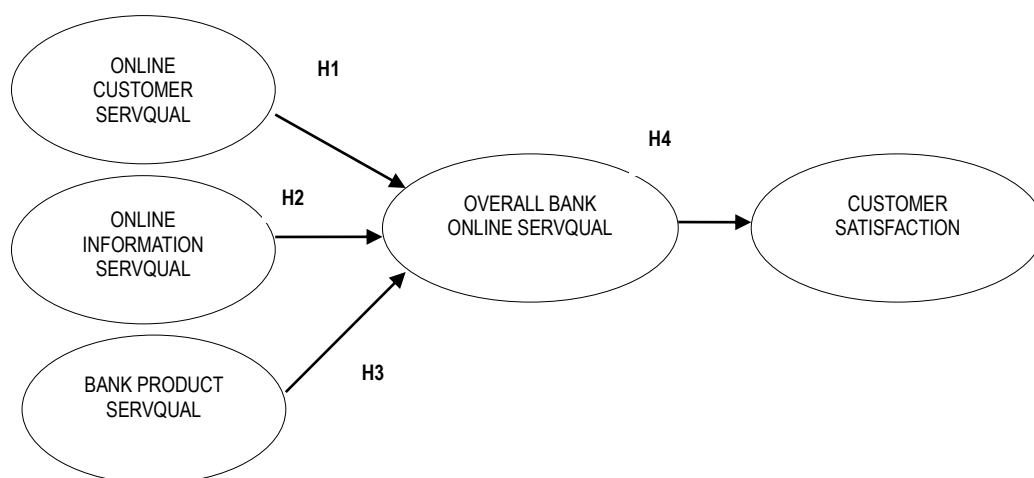 ONLINE
CUSTOMER
SERVQUAL
H1
ONLINE
INFORMATION
SERVQUAL
H2
BANK PRODUCT
SERVQUAL
H3
OVERALL BANK
ONLINE SERVQUAL
H4
CUSTOMER
SATISFACTION